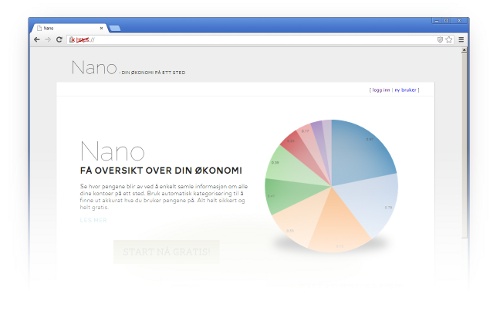 Nano
https://
Nano DIN ØKONOMI PÅ ETT STED
[ logg inn | ny bruker ]
Nano
FÅ OVERSIKT OVER DIN ØKONOMI
Se hvor pengene blir av ved å enkelt samle informasjon om alle
dine kontoer på ett sted. Bruk automatisk kategorisering til å
finne ut akkurat hva du bruker pengene på. Alt helt sikkert og
helt gratis.
LES MER
START NÅ GRATIS!